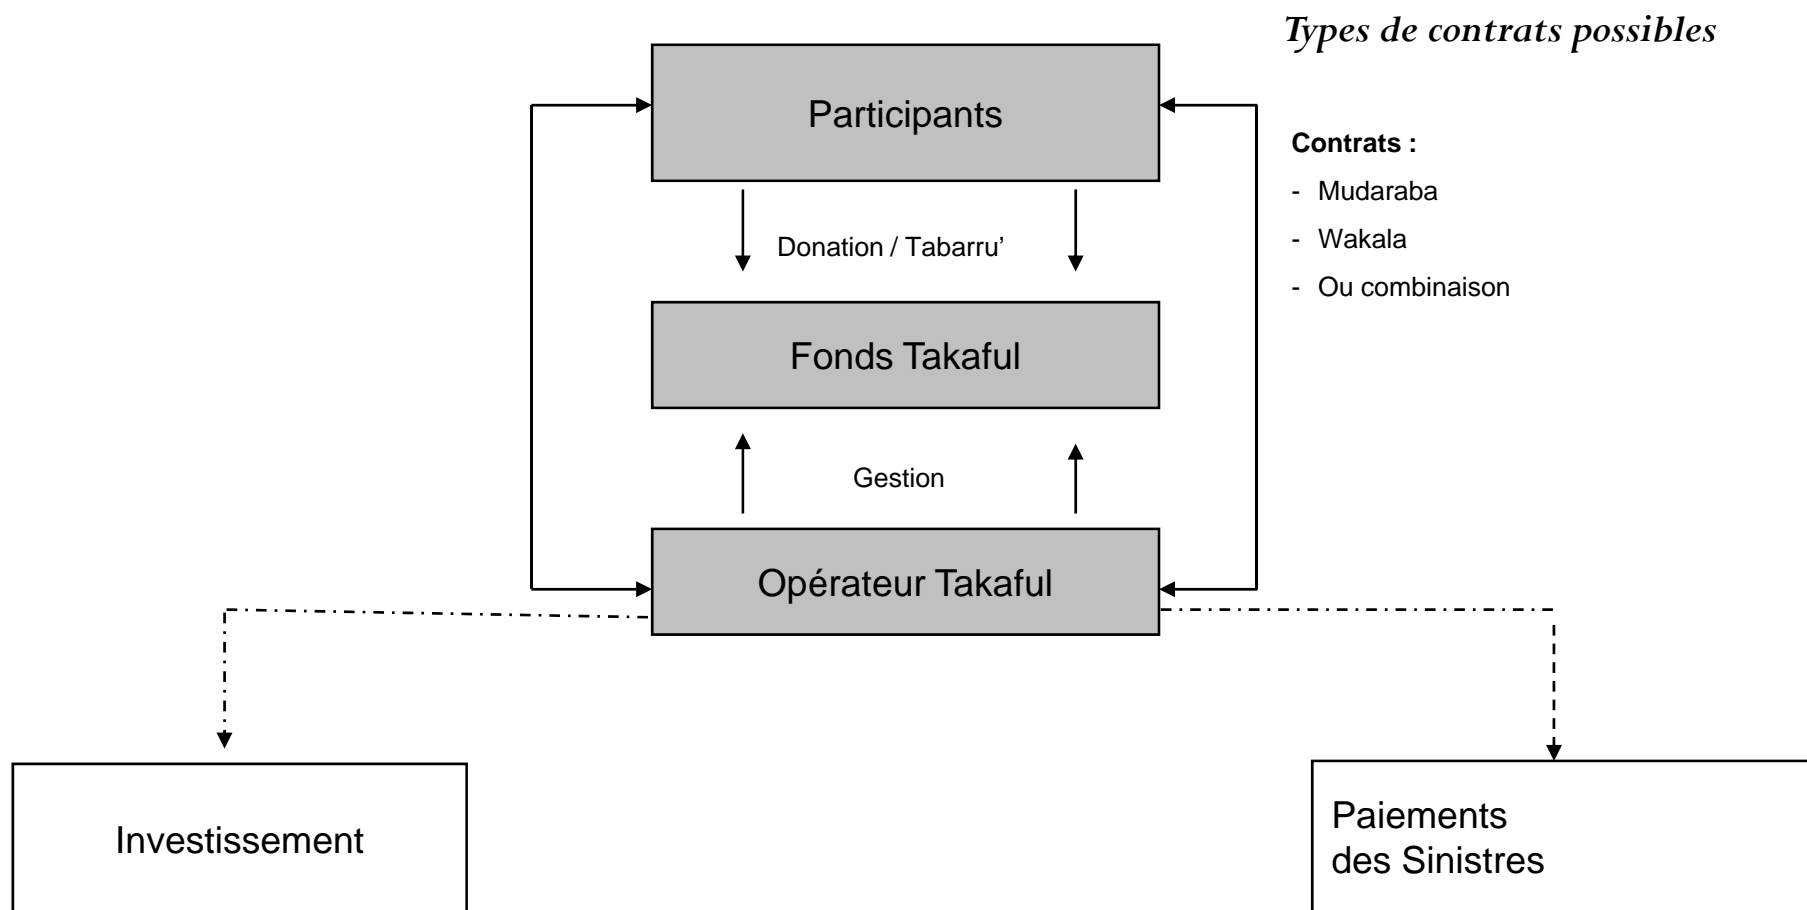 Types de contrats possibles
Participants
Contrats :
- Mudaraba
- Wakala
- Ou combinaison
Donation / Tabarru’
Fonds Takaful
Gestion
Opérateur Takaful
Investissement
Paiements
des Sinistres